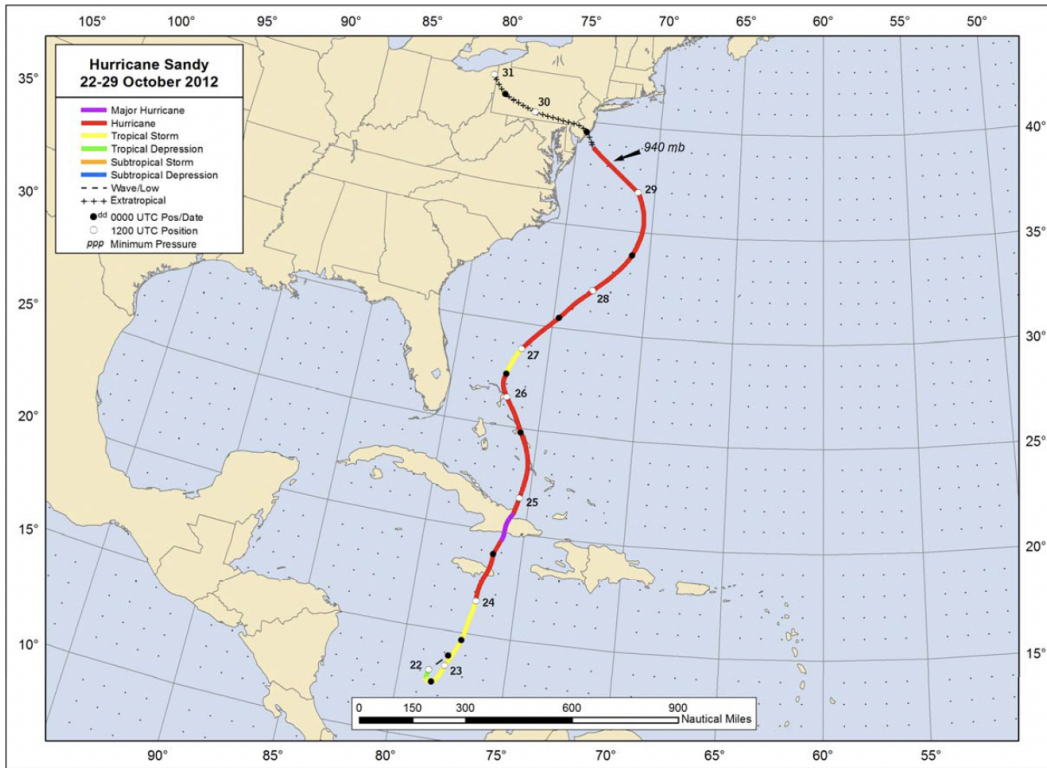 105° 100° 95° 90° 85° 80° 75° 70° 65° 60° 55° 50°
Hurricane Sandy
22-29 October 2012
Major Hurricane
Hurricane
Tropical Storm
Tropical Depression
Subtropical Storm
Subtropical Depression
Wave/Low
Extratropical
dd 0000 UTC Pos/Date
1200 UTC Position
PPP Minimum Pressure
35°
30°
25°
20°
15°
10°
40°
35°
30°
25°
20°
15°
31
30
940 mb
29
28
27
26
25
24
22
23
0 150 300 600 900
Nautical Miles
90° 85° 80° 75° 70° 65° 60° 55°